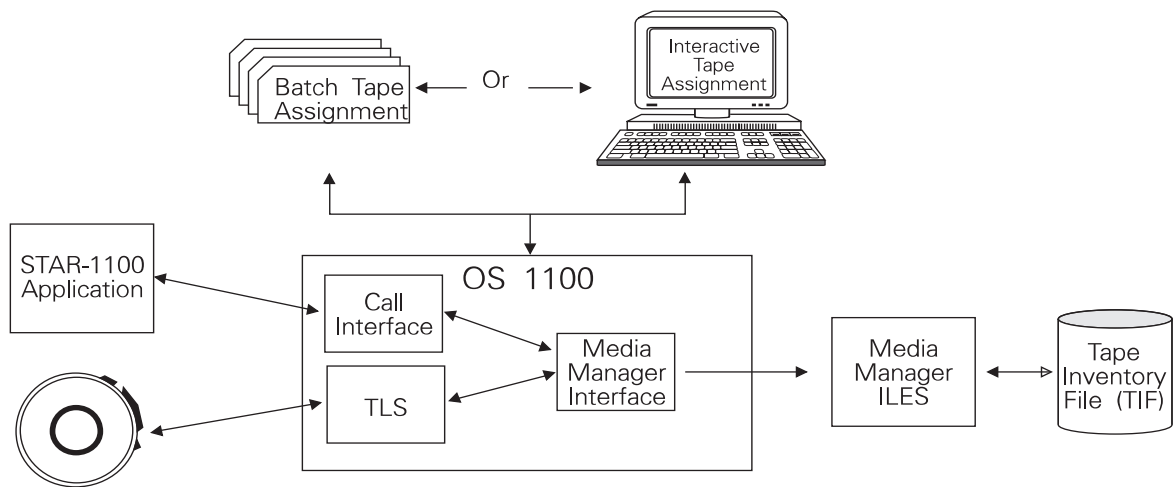 Batch Tape
Assignment
Or
Interactive
Tape
Assignment
STAR-1100
Application
OS 1100
Call
Interface
TLS
Media
Manager
Interface
Media
Manager
ILES
Tape
Inventory
File (TIF)